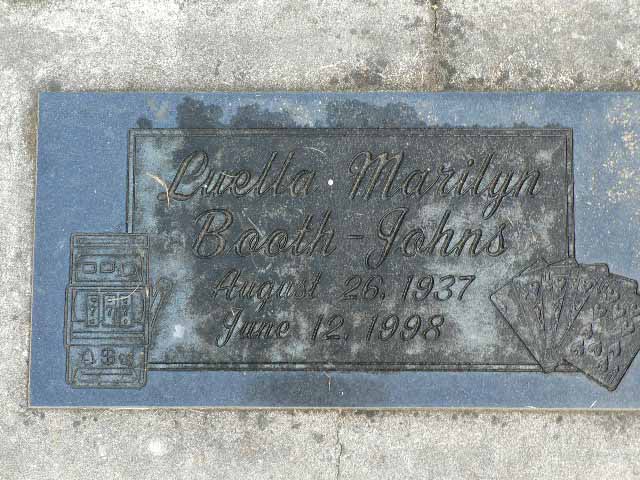 Luella Marilyn
Booth-Johns
August 26, 1937
June 12, 1998